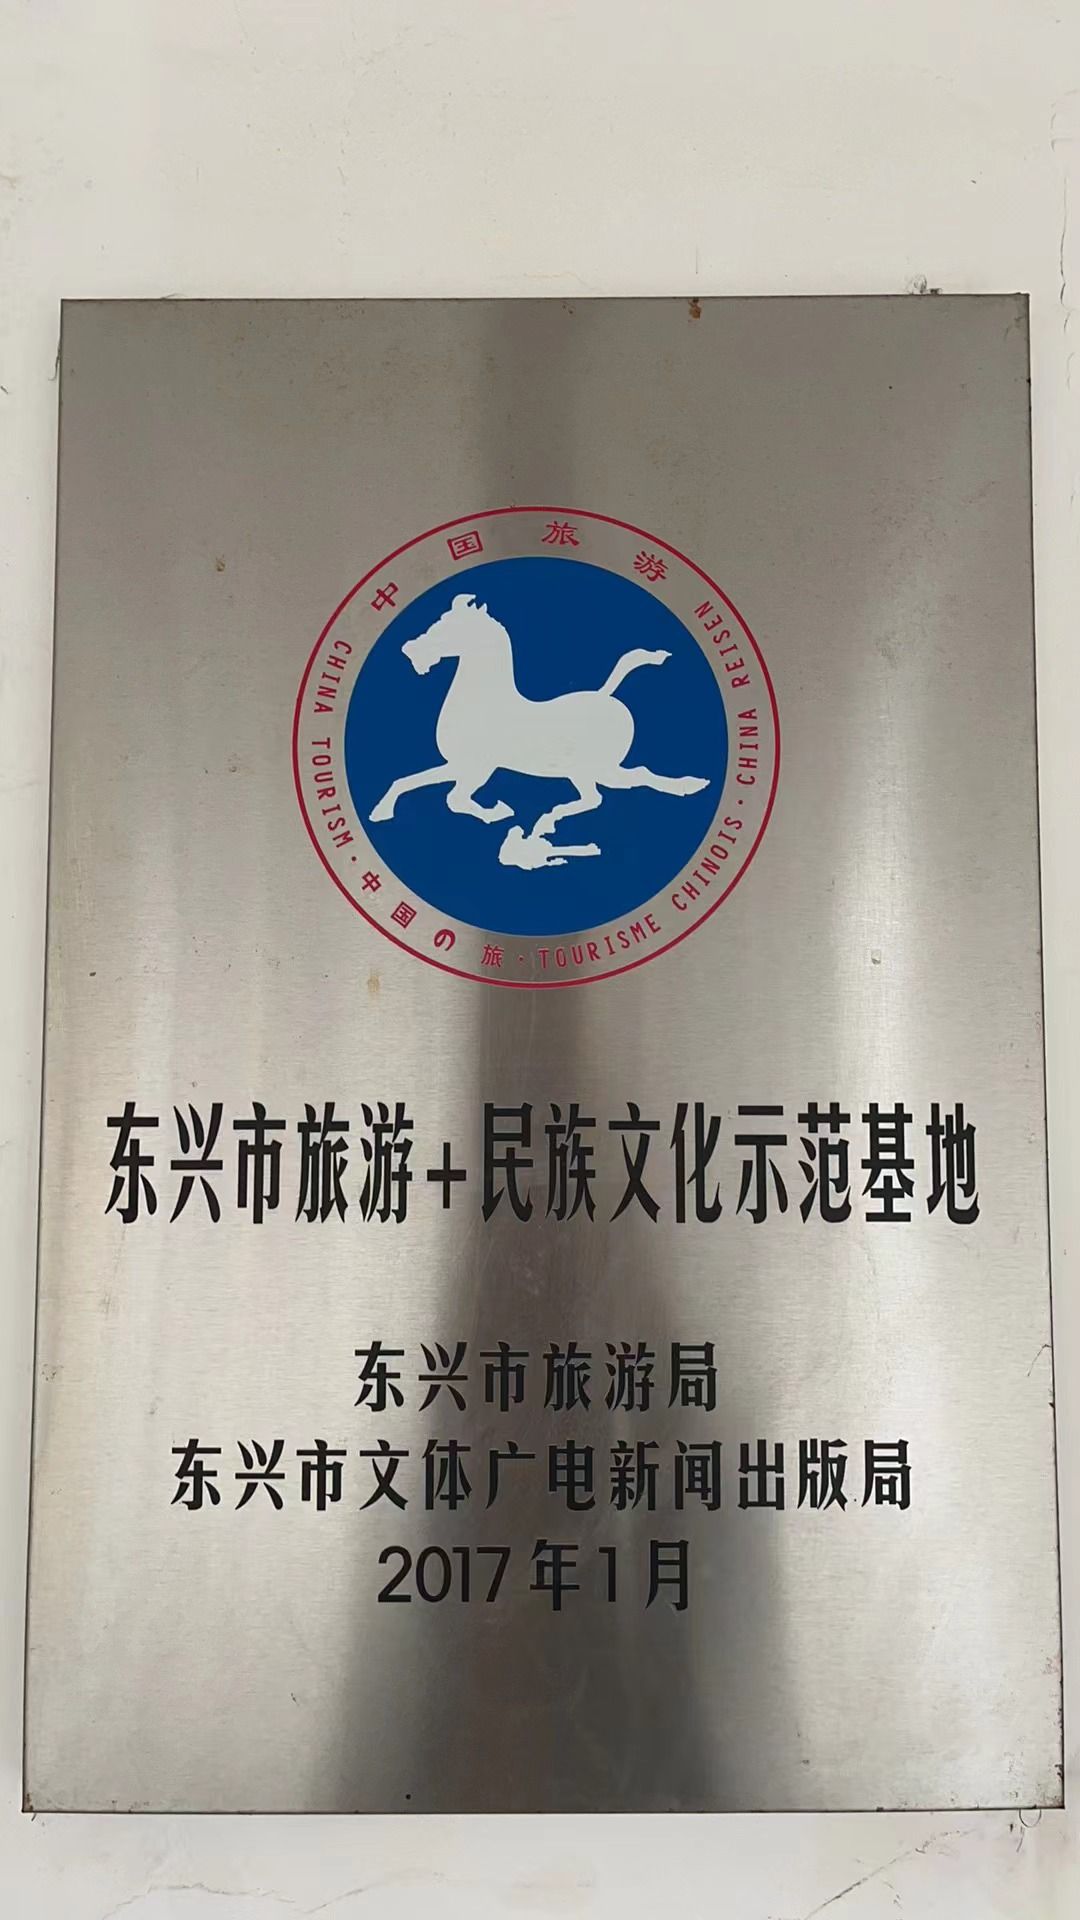 中国旅游
CHINA TOURISM·中国の旅·TOURISME CHINOIS·CHINA REISEN
东兴市旅游+民族文化示范基地
东兴市旅游局
东兴市文体广电新闻出版局
2017年1月